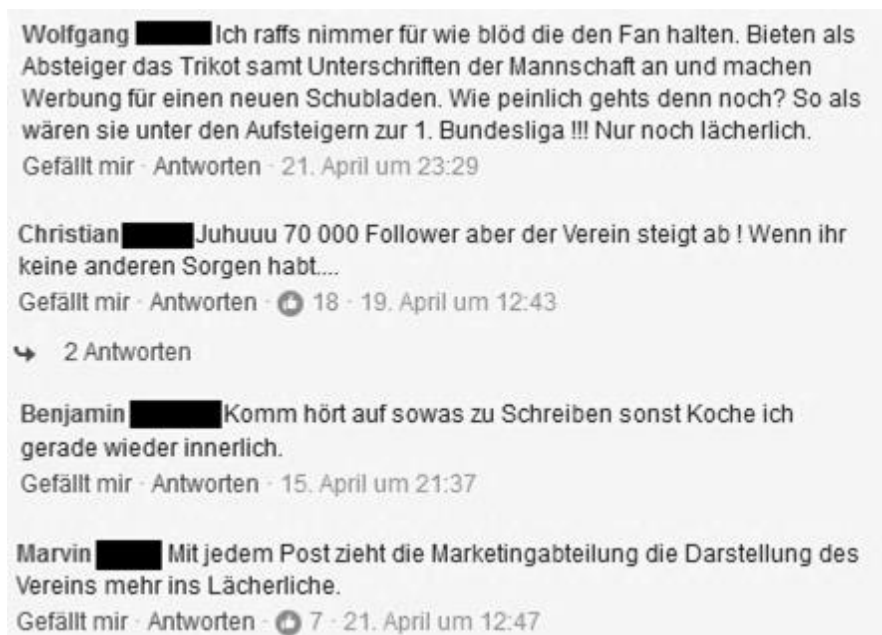 Wolfgang Ich raffs nimmer für wie blöd die den Fan halten. Bieten als
Absteiger das Trikot samt Unterschriften der Mannschaft an und machen
Werbung für einen neuen Schubladen. Wie peinlich gehts denn noch? So als
wären sie unter den Aufsteigern zur 1. Bundesliga !!! Nur noch lächerlich.
Gefällt mir · Antworten · 21. April um 23:29
Christian Juhuuu 70 000 Follower aber der Verein steigt ab ! Wenn ihr
keine anderen Sorgen habt....
Gefällt mir · Antworten · 18 · 19. April um 12:43
2 Antworten
Benjamin Komm hört auf sowas zu Schreiben sonst Koche ich
gerade wieder innerlich.
Gefällt mir · Antworten · 15. April um 21:37
Marvin Mit jedem Post zieht die Marketingabteilung die Darstellung des
Vereins mehr ins Lächerliche.
Gefällt mir · Antworten · 7 · 21. April um 12:47